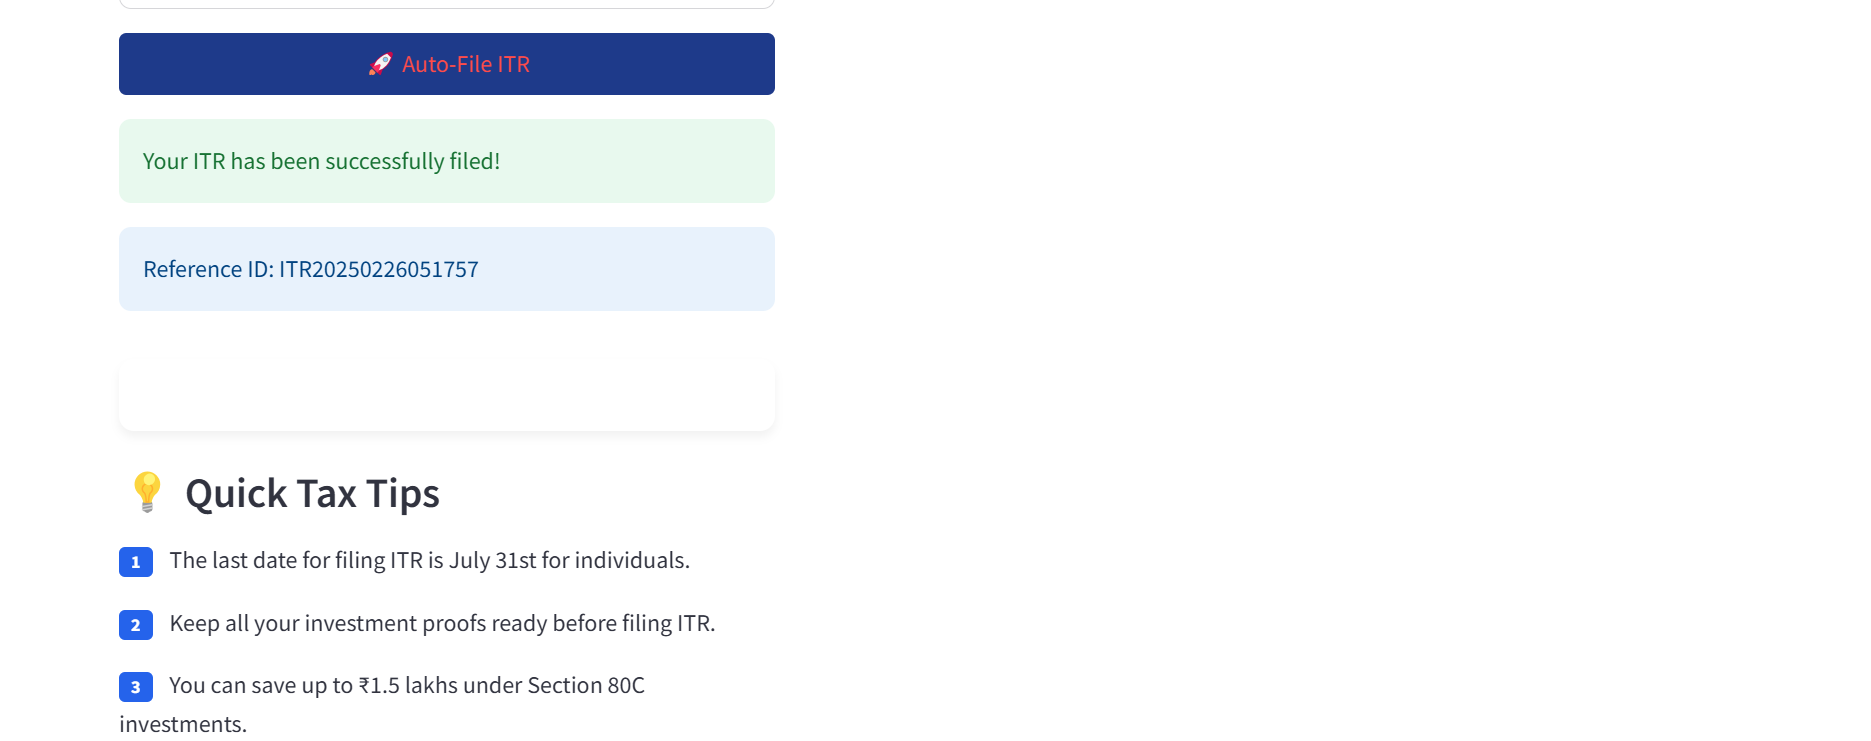 🚀 Auto-File ITR
Your ITR has been successfully filed!
Reference ID: ITR20250226051757
💡 Quick Tax Tips
1 The last date for filing ITR is July 31st for individuals.
2 Keep all your investment proofs ready before filing ITR.
3 You can save up to ₹1.5 lakhs under Section 80C
investments.